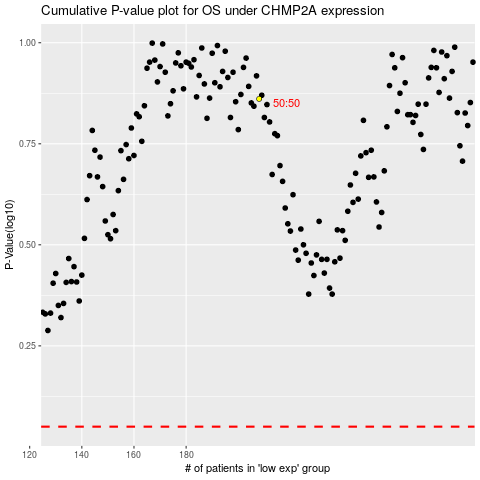 Cumulative P-value plot for OS under CHMP2A expression
P-Value(log10)
1.00
0.75
0.50
0.25
50:50
120 140 160 180
# of patients in 'low exp' group